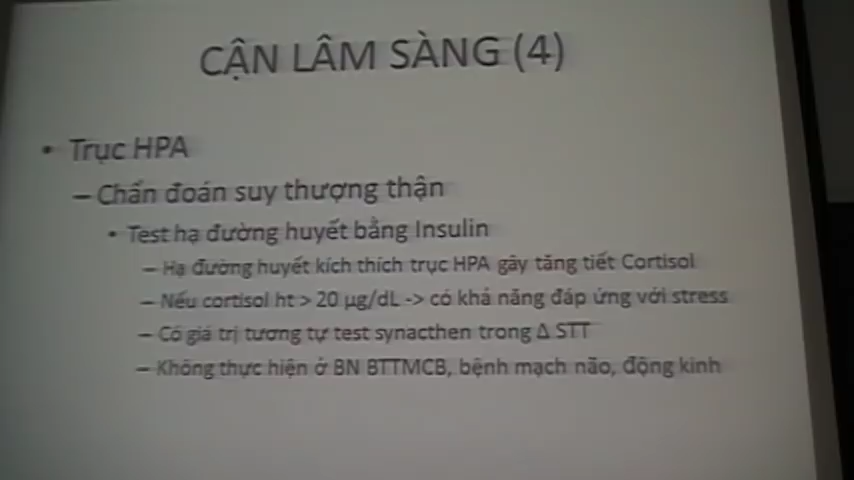 CẬN LÂM SÀNG (4)
• Trục HPA
– Chẩn đoán suy thượng thận
• Test hạ đường huyết bằng Insulin
– Hạ đường huyết kích thích trục HPA gây tăng tiết Cortisol
– Nếu cortisol ht > 20 µg/dL -> có khả năng đáp ứng với stress
– Có giá trị tương tự test synacthen trong Δ STT
– Không thực hiện ở BN BTTMCB, bệnh mạch não, động kinh